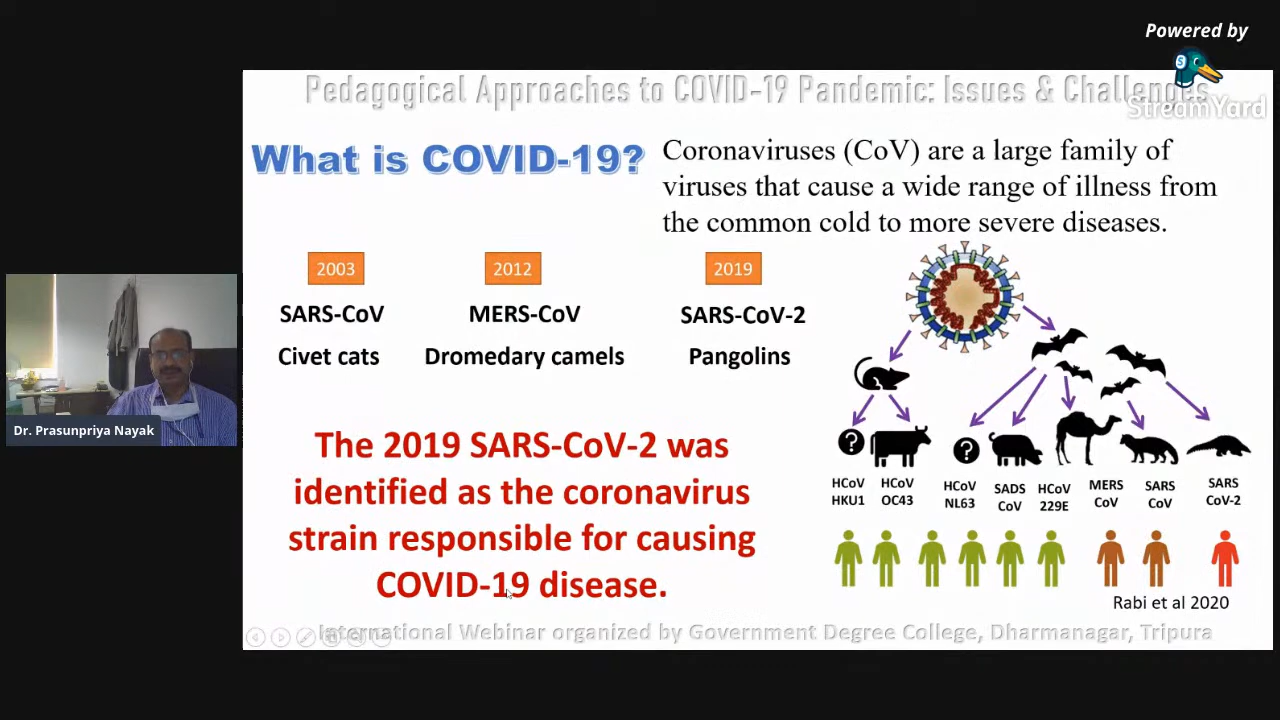 Powered by
StreamYard
Pedagogical Approaches to COVID-19 Pandemic: Issues & Challenges
What is COVID-19?
Coronaviruses (CoV) are a large family of
viruses that cause a wide range of illness from
the common cold to more severe diseases.
2003
2012
2019
SARS-CoV
MERS-CoV
SARS-CoV-2
Civet cats
Dromedary camels
Pangolins
The 2019 SARS-CoV-2 was
identified as the coronavirus
strain responsible for causing
COVID-19 disease.
?
?
HCoV
HKU1
HCoV
OC43
HCoV
NL63
SADS
CoV
HCoV
229E
MERS
CoV
SARS
CoV
SARS
CoV-2
Rabi et al 2020
International Webinar organized by Government Degree College, Dharmanagar, Tripura
Dr. Prasunpriya Nayak